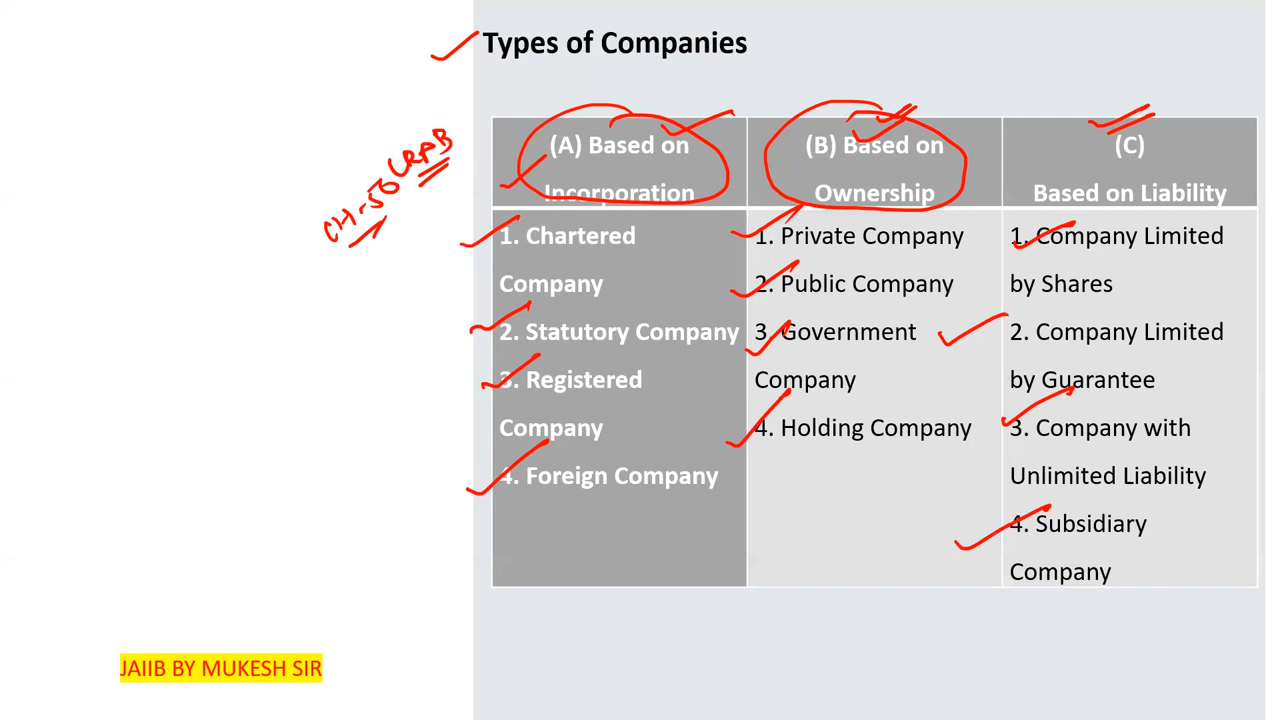 Types of Companies
(A) Based on
Incorporation
(B) Based on
Ownership
(C)
Based on Liability
1. Chartered
Company
2. Statutory Company
3. Registered
Company
4. Foreign Company
1. Private Company
2. Public Company
3. Government
Company
4. Holding Company
1. Company Limited
by Shares
2. Company Limited
by Guarantee
3. Company with
Unlimited Liability
4. Subsidiary
Company
CH-50
JAIIB BY MUKESH SIR